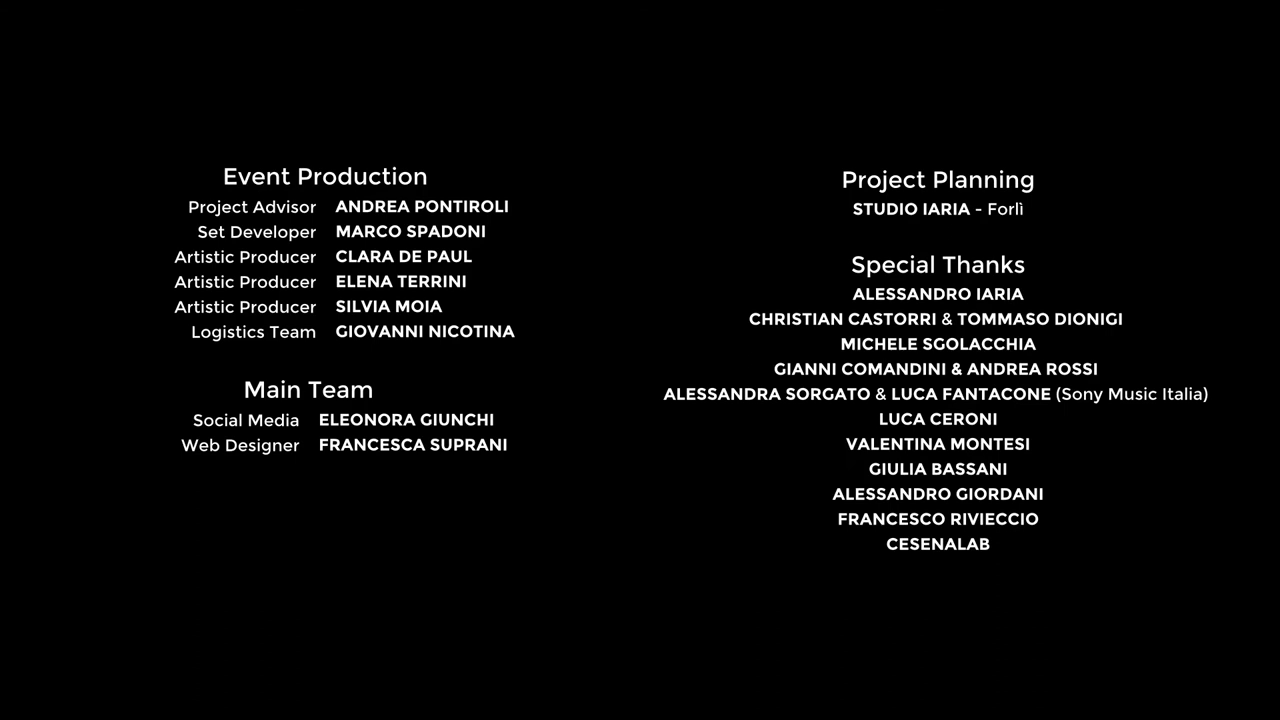 Event Production
Project Advisor ANDREA PONTIROLI
Set Developer MARCO SPADONI
Artistic Producer CLARA DE PAUL
Artistic Producer ELENA TERRINI
Artistic Producer SILVIA MOIA
Logistics Team GIOVANNI NICOTINA
Main Team
Social Media ELEONORA GIUNCHI
Web Designer FRANCESCA SUPRANI
Project Planning
STUDIO IARIA - Forlì
Special Thanks
ALESSANDRO IARIA
CHRISTIAN CASTORRI & TOMMASO DIONIGI
MICHELE SGOLACCHIA
GIANNI COMANDINI & ANDREA ROSSI
ALESSANDRA SORGATO & LUCA FANTACONE (Sony Music Italia)
LUCA CERONI
VALENTINA MONTESI
GIULIA BASSANI
ALESSANDRO GIORDANI
FRANCESCO RIVIECCIO
CESENALAB